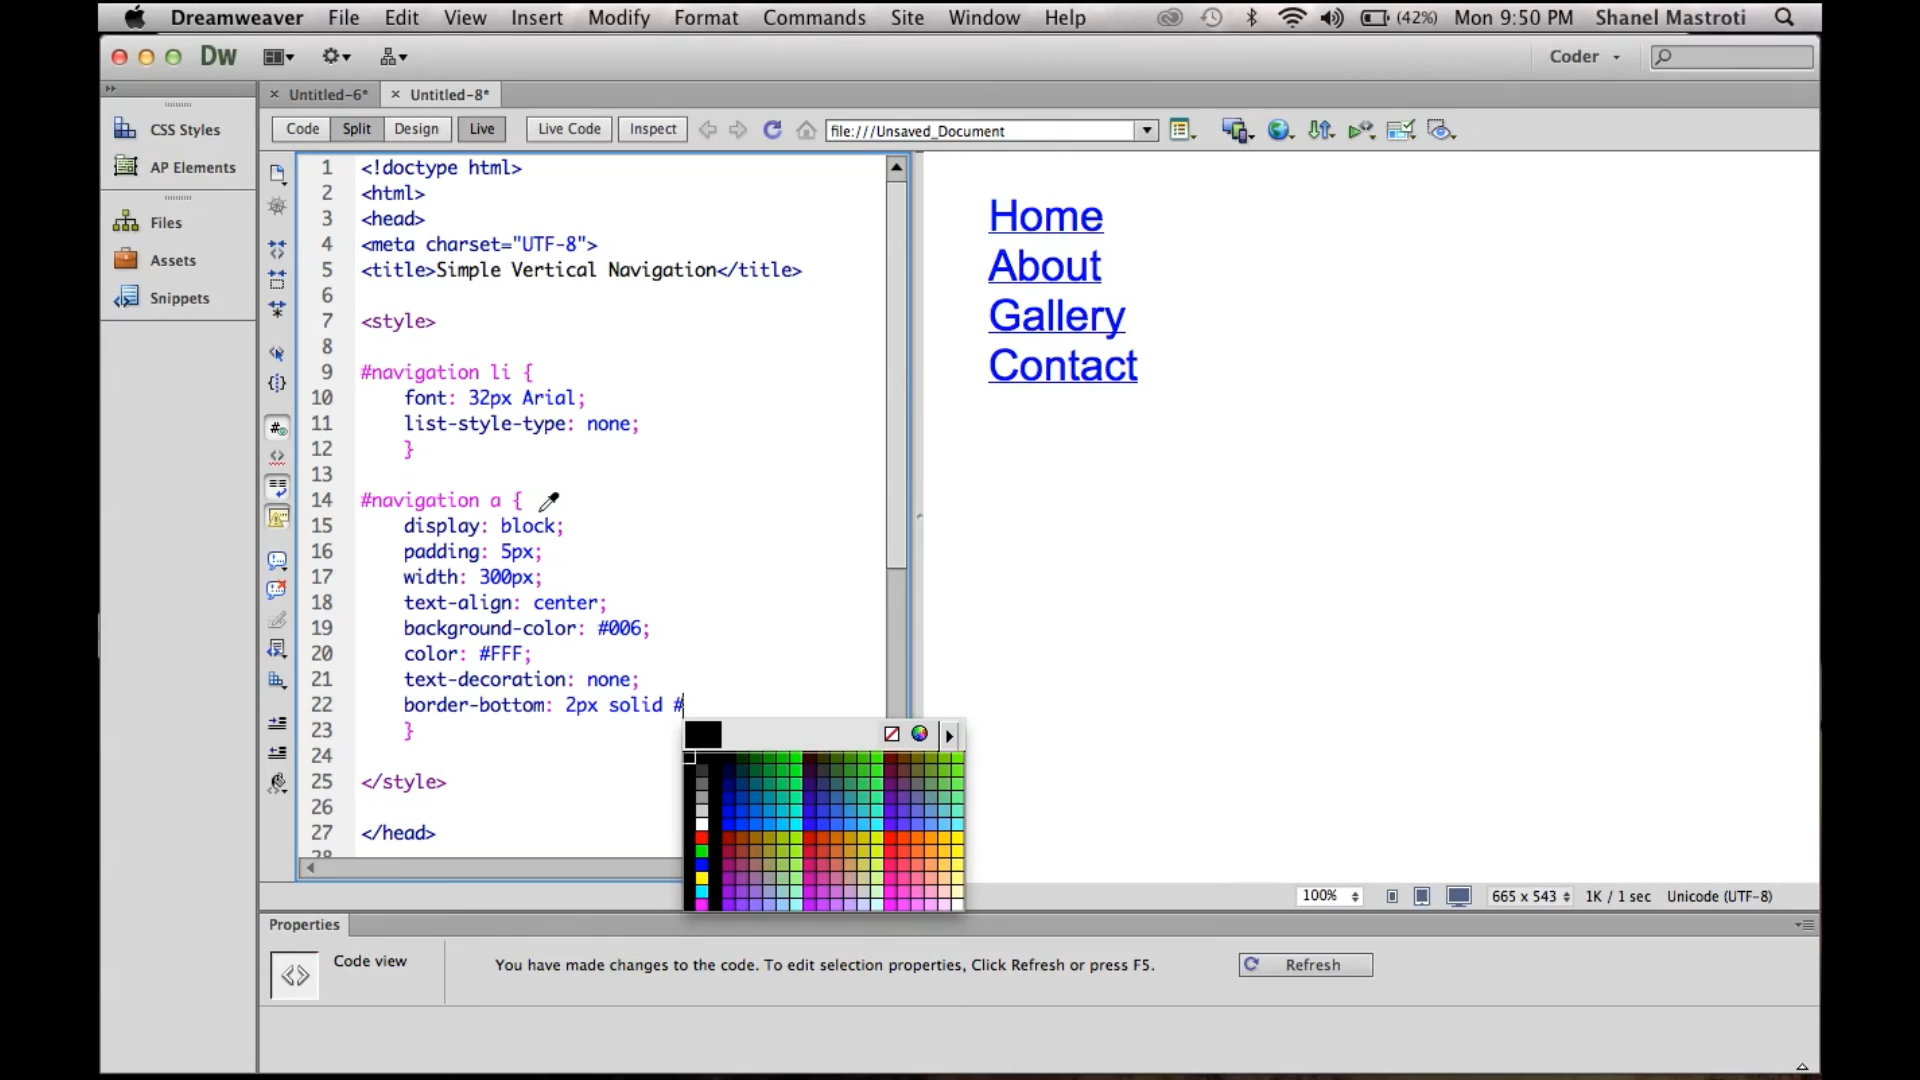 Dreamweaver File Edit View Insert Modify Format Commands Site Window Help (42%) Mon 9:50 PM Shanel Mastroti
Dw Coder
Untitled-6* Untitled-8*
Code Split Design Live Live Code Inspect file:///Unsaved_Document
CSS Styles
AP Elements
Files
Assets
Snippets
1 <!doctype html>
2 <html>
3 <head>
4 <meta charset="UTF-8">
5 <title>Simple Vertical Navigation</title>
6
7 <style>
8
9 #navigation li {
10 font: 32px Arial;
11 list-style-type: none;
12 }
13
14 #navigation a {
15 display: block;
16 padding: 5px;
17 width: 300px;
18 text-align: center;
19 background-color: #006;
20 color: #FFF;
21 text-decoration: none;
22 border-bottom: 2px solid #
23 }
24
25 </style>
26
27 </head>
28
Home
About
Gallery
Contact
100% 665 x 543 1K / 1 sec Unicode (UTF-8)
Properties
Code view
You have made changes to the code. To edit selection properties, Click Refresh or press F5.
Refresh